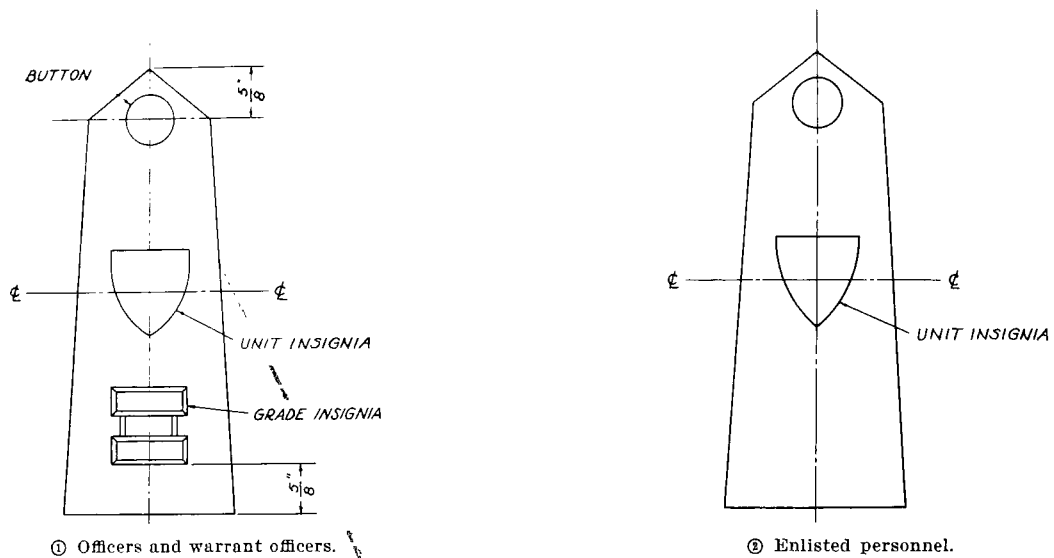 BUTTON
5"
8
℄ ℄
UNIT INSIGNIA
GRADE INSIGNIA
5"
8
① Officers and warrant officers.
℄ ℄
UNIT INSIGNIA
② Enlisted personnel.